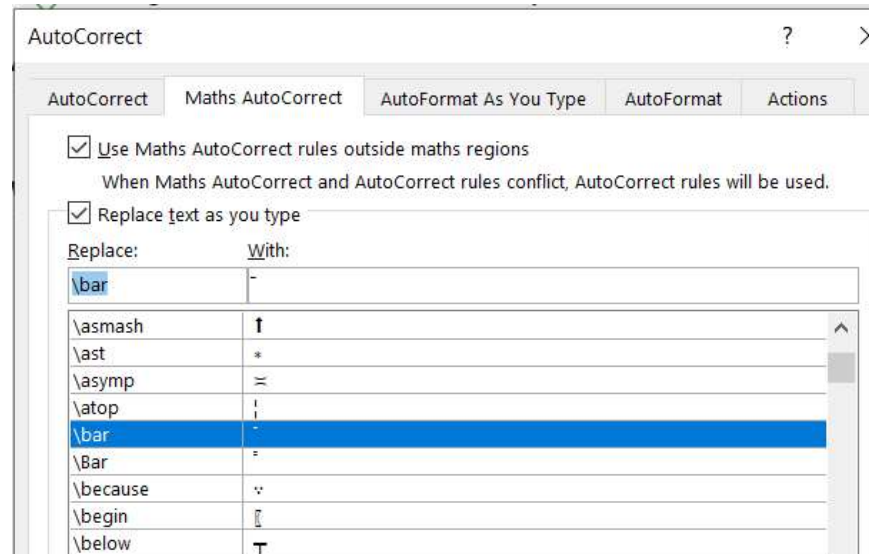 AutoCorrect ?
AutoCorrect Maths AutoCorrect AutoFormat As You Type AutoFormat Actions
Use Maths AutoCorrect rules outside maths regions
When Maths AutoCorrect and AutoCorrect rules conflict, AutoCorrect rules will be used.
Replace text as you type
Replace: With:
\bar ¯
\asmash ⬆
\ast ∗
\asymp ≍
\atop ¦
\bar ¯
\Bar ̿
\because ∵
\begin 〖
\below ┬